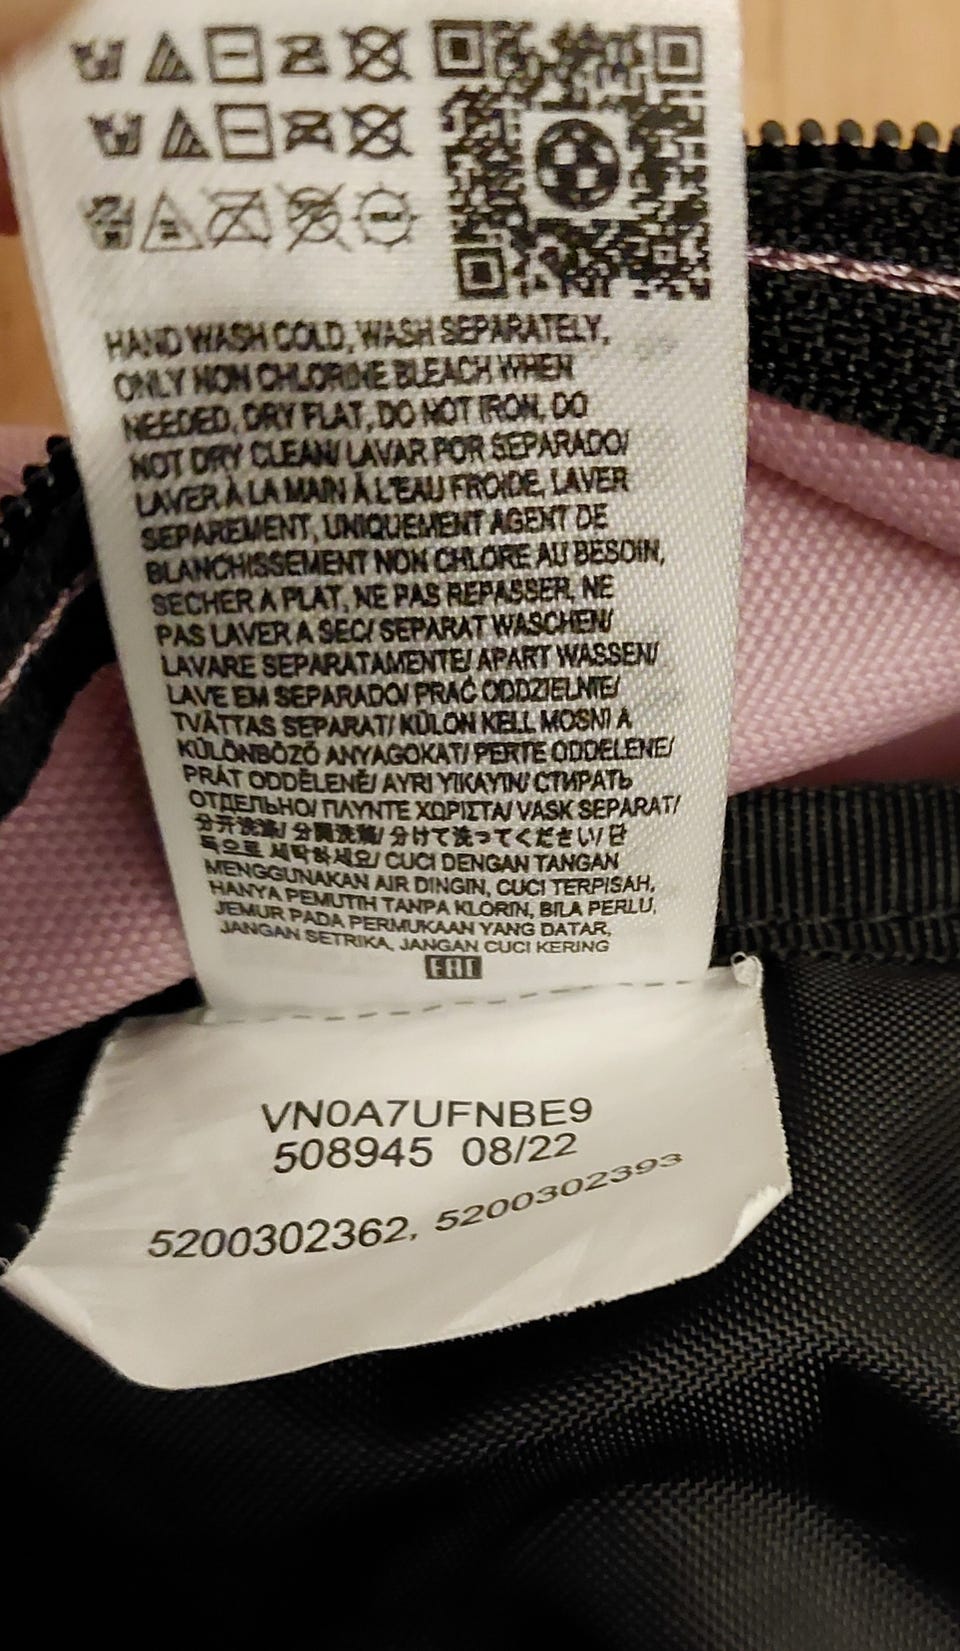 HAND WASH COLD, WASH SEPARATELY,
ONLY NON CHLORINE BLEACH WHEN
NEEDED, DRY FLAT, DO NOT IRON, DO
NOT DRY CLEAN/ LAVAR POR SEPARADO/
LAVER À LA MAIN À L'EAU FROIDE, LAVER
SEPAREMENT, UNIQUEMENT AGENT DE
BLANCHISSEMENT NON CHLORE AU BESOIN,
SECHER A PLAT, NE PAS REPASSER, NE
PAS LAVER A SEC/ SEPARAT WASCHEN/
LAVARE SEPARATAMENTE/ APART WASSEN/
LAVE EM SEPARADO/ PRAĆ ODDZIELNIE/
TVÄTTAS SEPARAT/ KÜLÖN KELL MOSNI A
KÜLÖNBÖZŐ ANYAGOKAT/ PERTE ODDELENE/
PRÁT ODDĚLENĚ/ AYRI YIKAYIN/ СТИРАТЬ
ОТДЕЛЬНО/ ΠΛΥΝΤΕ ΧΩΡΙΣΤΑ/ VASK SEPARAT/
分开洗涤/ 分開洗滌/ 分けて洗ってください/ 단
독으로 세탁하세요/ CUCI DENGAN TANGAN
MENGGUNAKAN AIR DINGIN, CUCI TERPISAH,
HANYA PEMUTIH TANPA KLORIN, BILA PERLU,
JEMUR PADA PERMUKAAN YANG DATAR,
JANGAN SETRIKA, JANGAN CUCI KERING
EAC
VN0A7UFNBE9
508945 08/22
5200302362, 5200302393